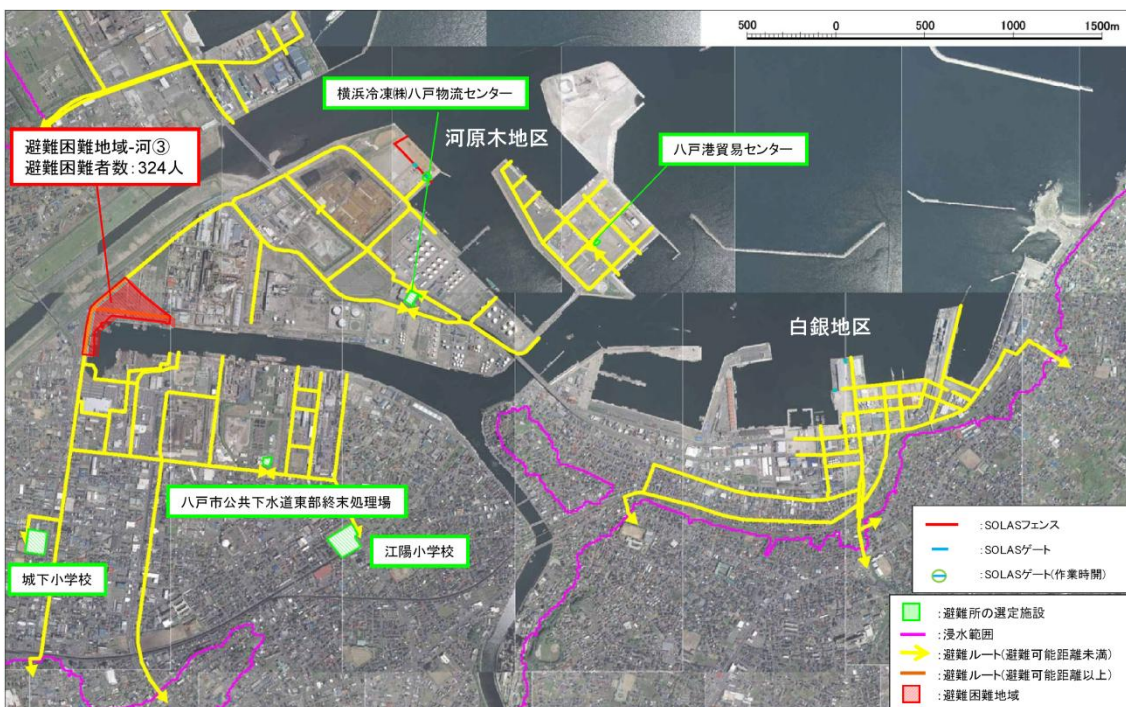 500 0 500 1000 1500m
横浜冷凍㈱八戸物流センター
避難困難地域-河③
避難困難者数:324人
河原木地区
八戸港貿易センター
白銀地区
八戸市公共下水道東部終末処理場
江陽小学校
城下小学校
:SOLASフェンス
:SOLASゲート
:SOLASゲート(作業時間)
:避難所の選定施設
:浸水範囲
:避難ルート(避難可能距離未満)
:避難ルート(避難可能距離以上)
:避難困難地域